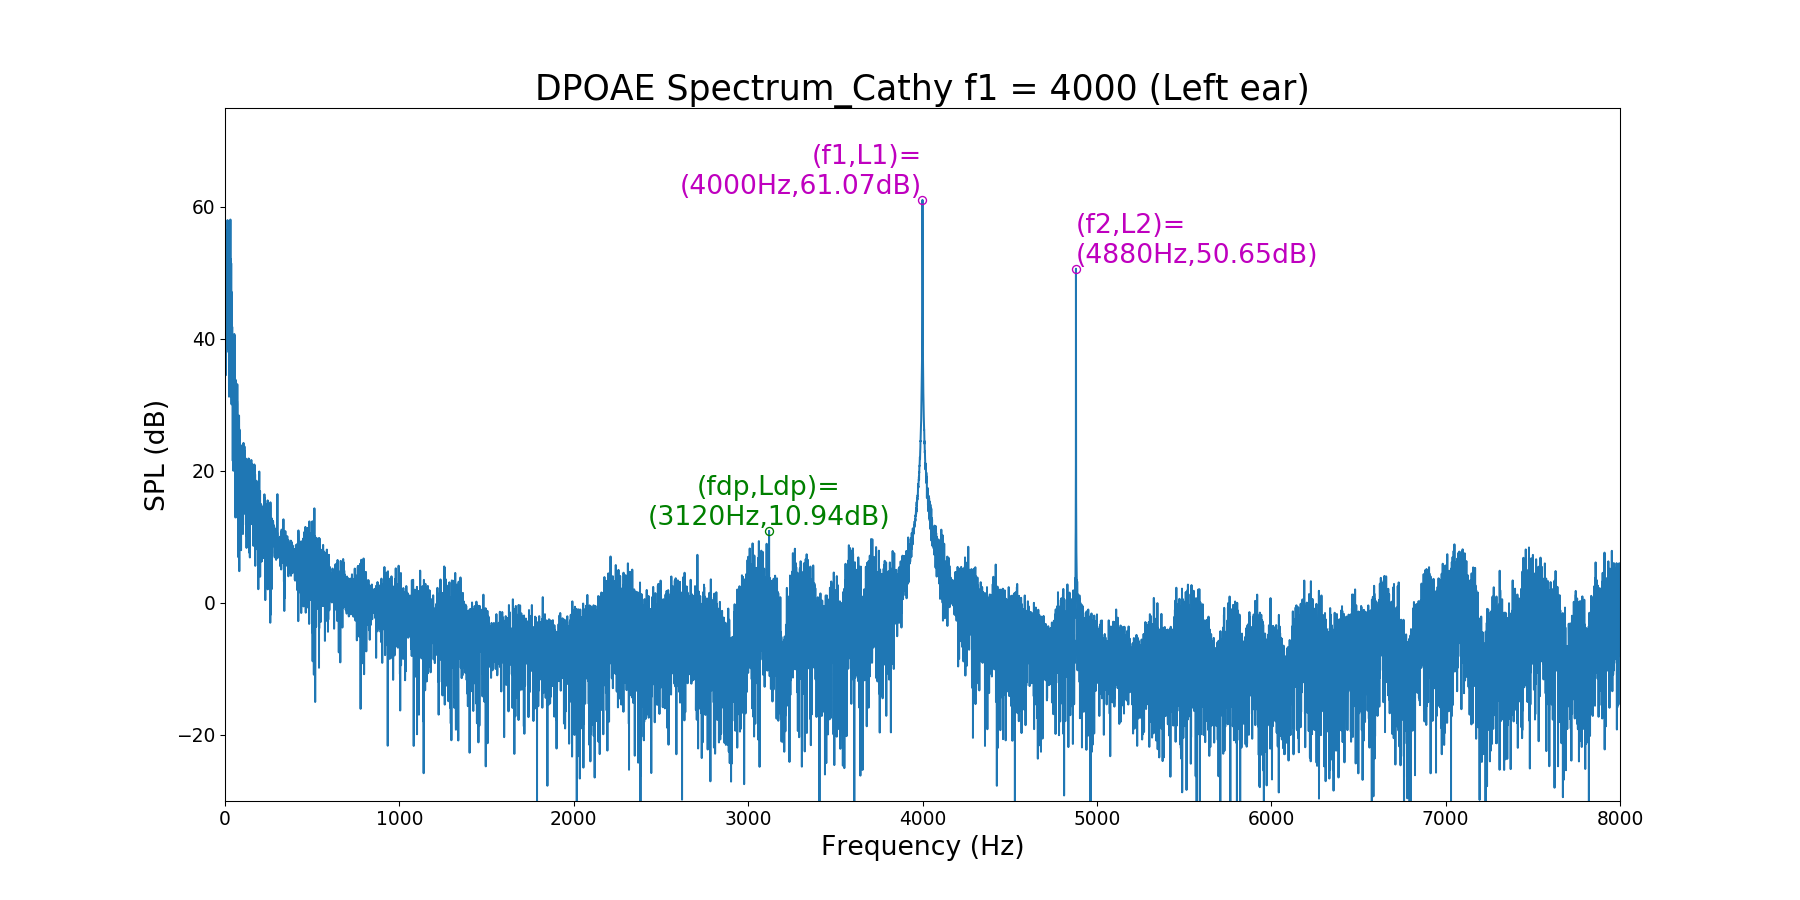 DPOAE Spectrum_Cathy f1 = 4000 (Left ear)
(f1,L1)=
(4000Hz,61.07dB)
(f2,L2)=
(4880Hz,50.65dB)
(fdp,Ldp)=
(3120Hz,10.94dB)
SPL (dB)
60
40
20
0
−20
0 1000 2000 3000 4000 5000 6000 7000 8000
Frequency (Hz)